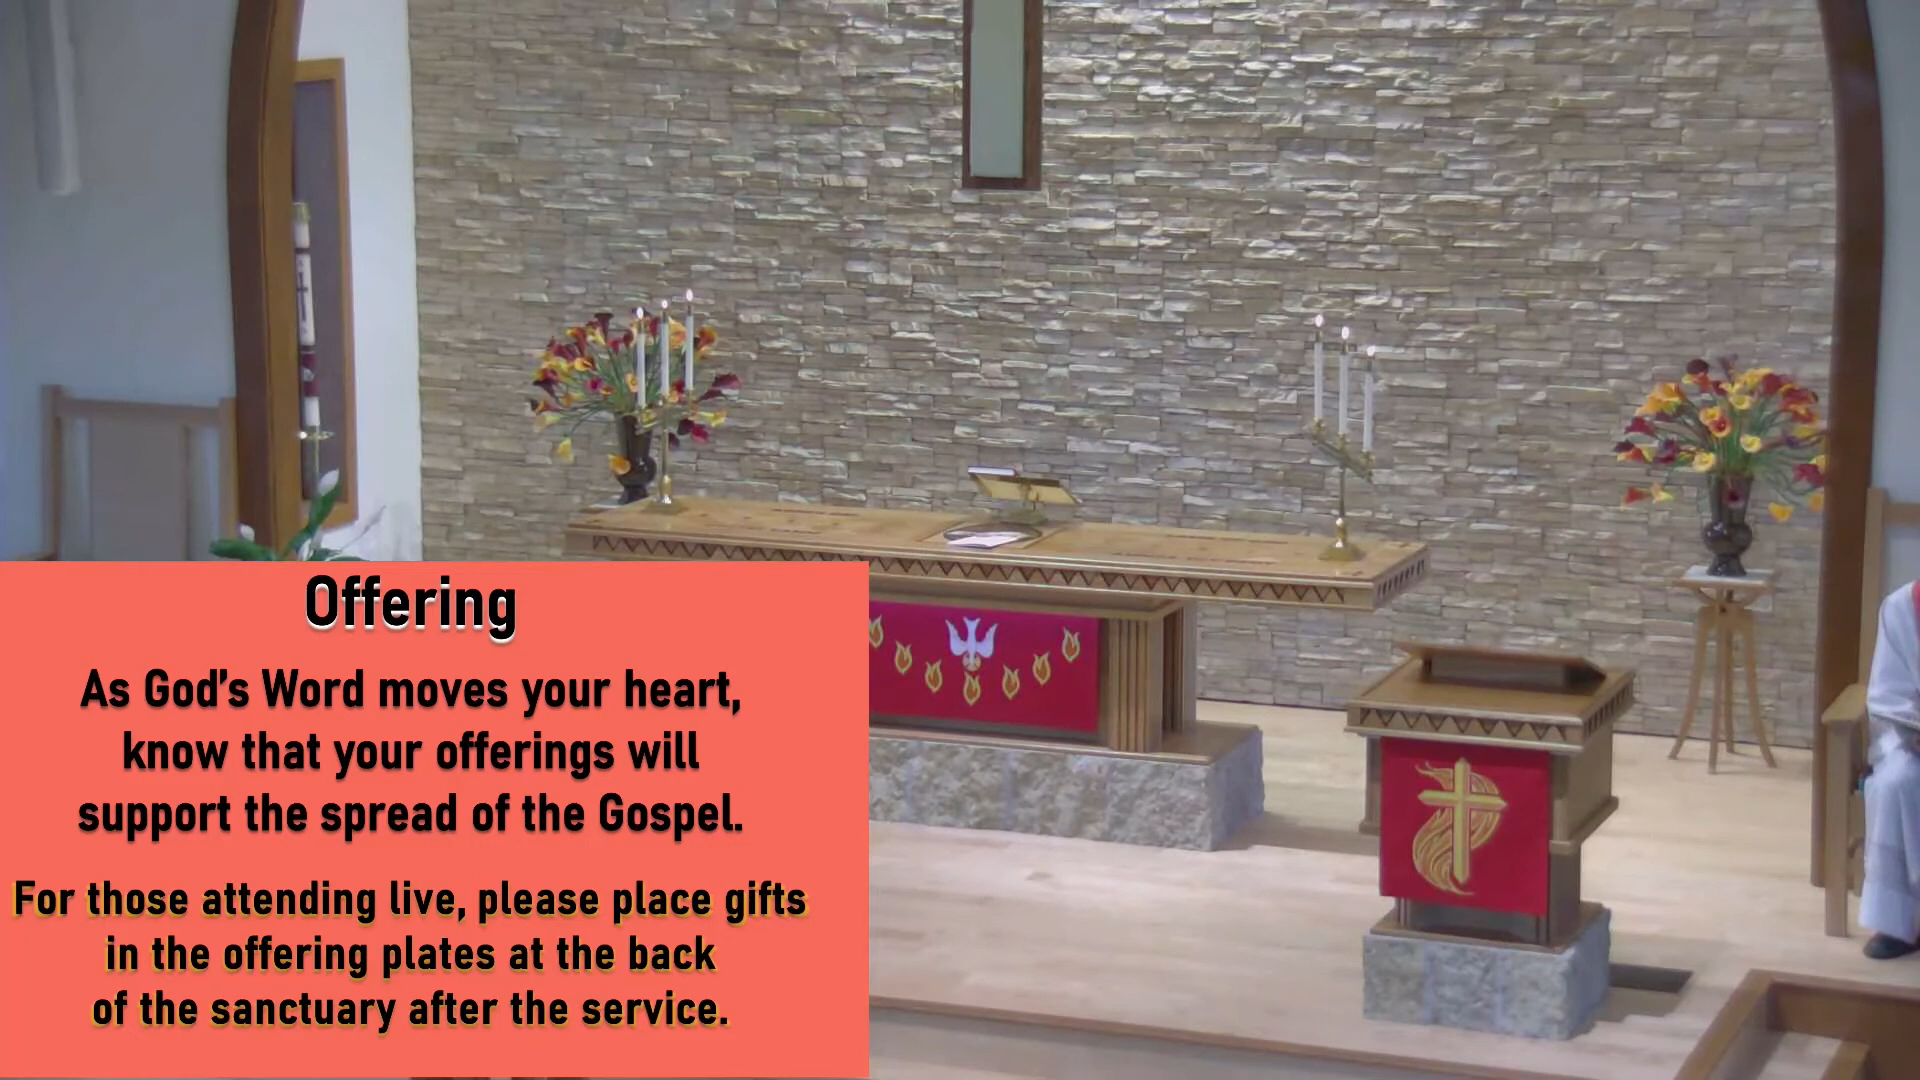 Offering
As God's Word moves your heart,
know that your offerings will
support the spread of the Gospel.
For those attending live, please place gifts
in the offering plates at the back
of the sanctuary after the service.